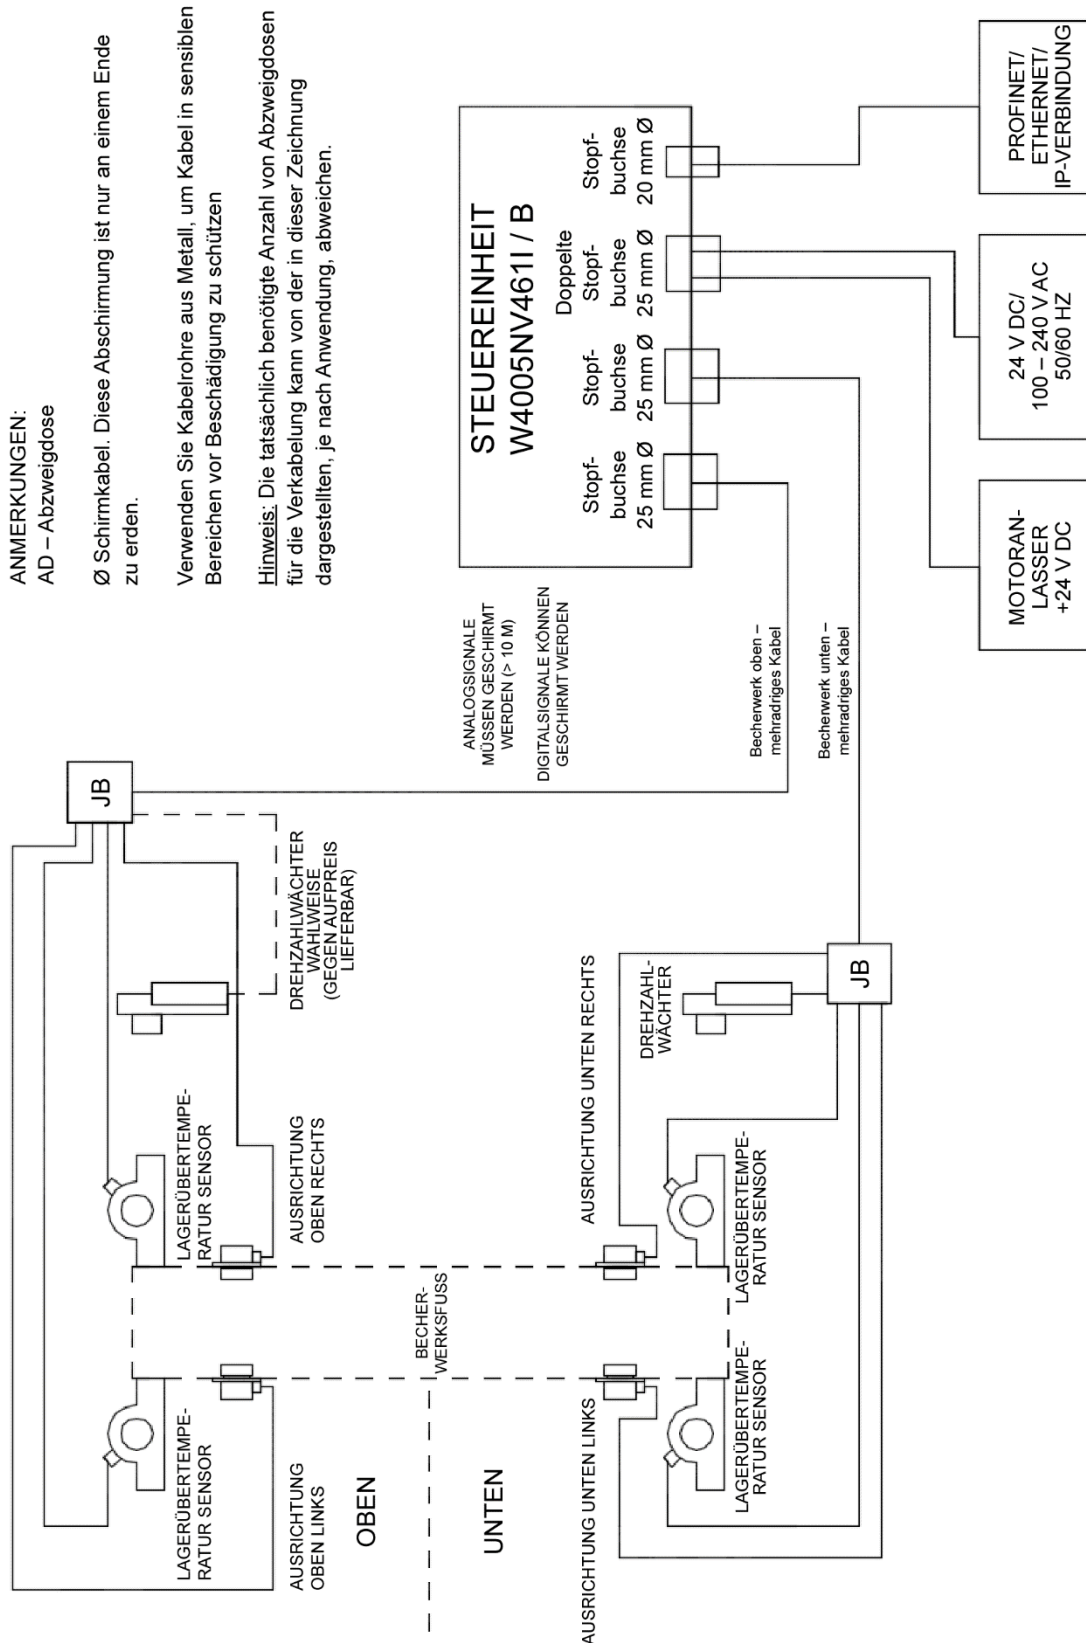 ANMERKUNGEN:
AD – Abzweigdose
Ø Schirmkabel. Diese Abschirmung ist nur an einem Ende
zu erden.
Verwenden Sie Kabelrohre aus Metall, um Kabel in sensiblen
Bereichen vor Beschädigung zu schützen
Hinweis: Die tatsächlich benötigte Anzahl von Abzweigdosen
für die Verkabelung kann von der in dieser Zeichnung
dargestellten, je nach Anwendung, abweichen.
JB
DREHZAHLWÄCHTER
WAHLWEISE
(GEGEN AUFPREIS
LIEFERBAR)
LAGERÜBERTEMPE-
RATUR SENSOR
LAGERÜBERTEMPE-
RATUR SENSOR
AUSRICHTUNG
OBEN LINKS
AUSRICHTUNG
OBEN RECHTS
OBEN
BECHER-
WERKSFUSS
UNTEN
AUSRICHTUNG UNTEN LINKS
AUSRICHTUNG UNTEN RECHTS
DREHZAHL-
WÄCHTER
LAGERÜBERTEMPE-
RATUR SENSOR
LAGERÜBERTEMPE-
RATUR SENSOR
JB
ANALOGSIGNALE
MÜSSEN GESCHIRMT
WERDEN (> 10 M)
DIGITALSIGNALE KÖNNEN
GESCHIRMT WERDEN
Becherwerk oben –
mehradriges Kabel
Becherwerk unten –
mehradriges Kabel
STEUEREINHEIT
W4005NV461I / B
Stopf-
buchse
25 mm Ø
Stopf-
buchse
25 mm Ø
Doppelte
Stopf-
buchse
25 mm Ø
Stopf-
buchse
20 mm Ø
MOTORAN-
LASSER
+24 V DC
24 V DC/
100 – 240 V AC
50/60 HZ
PROFINET/
ETHERNET/
IP-VERBINDUNG